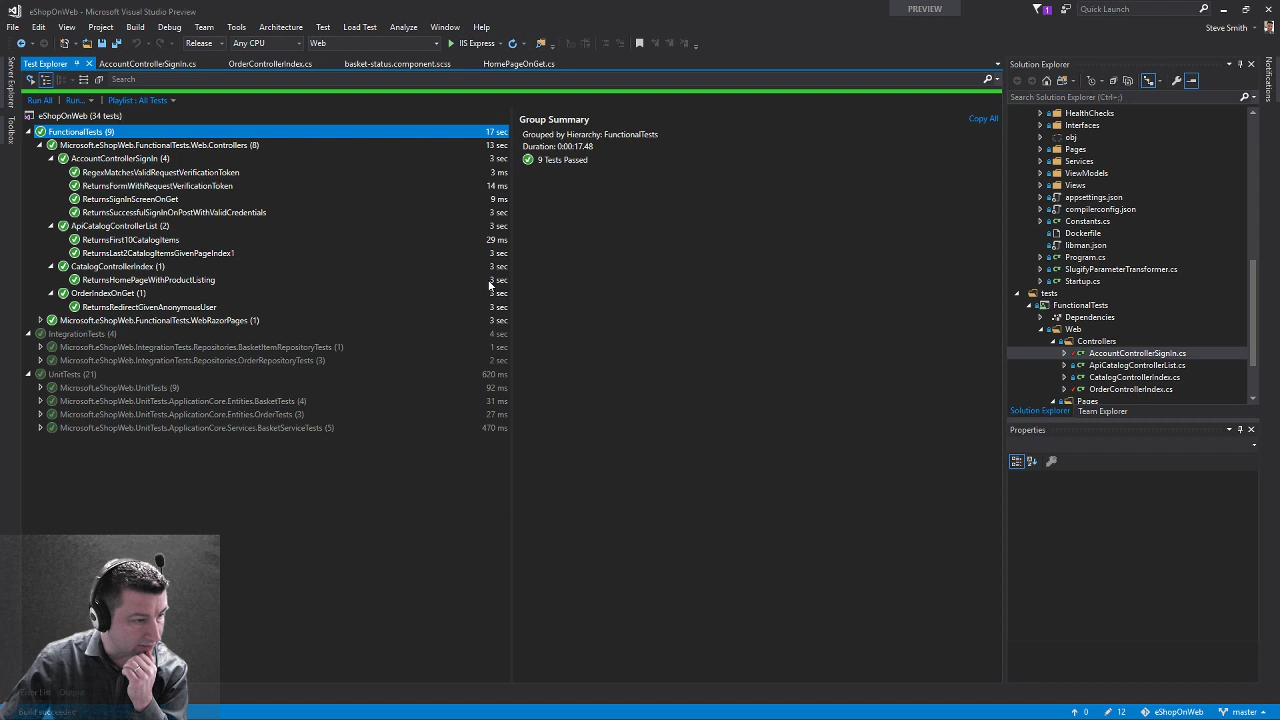 eShopOnWeb - Microsoft Visual Studio Preview
PREVIEW
1
Quick Launch
File Edit View Project Build Debug Team Tools Architecture Test Load Test Analyze Window Help
Steve Smith
Release Any CPU Web IIS Express
Test Explorer AccountControllerSignIn.cs OrderControllerIndex.cs basket-status.component.scss HomePageOnGet.cs
Server Explorer
Toolbox
Search
Run All Run... Playlist : All Tests
eShopOnWeb (34 tests)
FunctionalTests (9) 17 sec
Microsoft.eShopWeb.FunctionalTests.Web.Controllers (8) 13 sec
AccountControllerSignIn (4) 3 sec
RegexMatchesValidRequestVerificationToken 3 ms
ReturnsFormWithRequestVerificationToken 14 ms
ReturnsSignInScreenOnGet 9 ms
ReturnsSuccessfulSignInOnPostWithValidCredentials 3 sec
ApiCatalogControllerList (2) 3 sec
ReturnsFirst10CatalogItems 29 ms
ReturnsLast2CatalogItemsGivenPageIndex1 3 sec
CatalogControllerIndex (1) 3 sec
ReturnsHomePageWithProductListing 3 sec
OrderIndexOnGet (1) 3 sec
ReturnsRedirectGivenAnonymousUser 3 sec
Microsoft.eShopWeb.FunctionalTests.WebRazorPages (1) 3 sec
IntegrationTests (4) 4 sec
Microsoft.eShopWeb.IntegrationTests.Repositories.BasketItemRepositoryTests (1) 1 sec
Microsoft.eShopWeb.IntegrationTests.Repositories.OrderRepositoryTests (3) 2 sec
UnitTests (21) 620 ms
Microsoft.eShopWeb.UnitTests (9) 92 ms
Microsoft.eShopWeb.UnitTests.ApplicationCore.Entities.BasketTests (4) 31 ms
Microsoft.eShopWeb.UnitTests.ApplicationCore.Entities.OrderTests (3) 27 ms
Microsoft.eShopWeb.UnitTests.ApplicationCore.Services.BasketServiceTests (5) 470 ms
Group Summary
Copy All
Grouped by Hierarchy: FunctionalTests
Duration: 0:00:17.48
9 Tests Passed
Solution Explorer
Search Solution Explorer (Ctrl+;)
HealthChecks
Interfaces
obj
Pages
Services
ViewModels
Views
appsettings.json
compilerconfig.json
Constants.cs
Dockerfile
libman.json
Program.cs
SlugifyParameterTransformer.cs
Startup.cs
tests
FunctionalTests
Dependencies
Web
Controllers
AccountControllerSignIn.cs
ApiCatalogControllerList.cs
CatalogControllerIndex.cs
OrderControllerIndex.cs
Pages
Solution Explorer Team Explorer
Properties
Notifications
Error List Output
Build succeeded
0 12 eShopOnWeb master